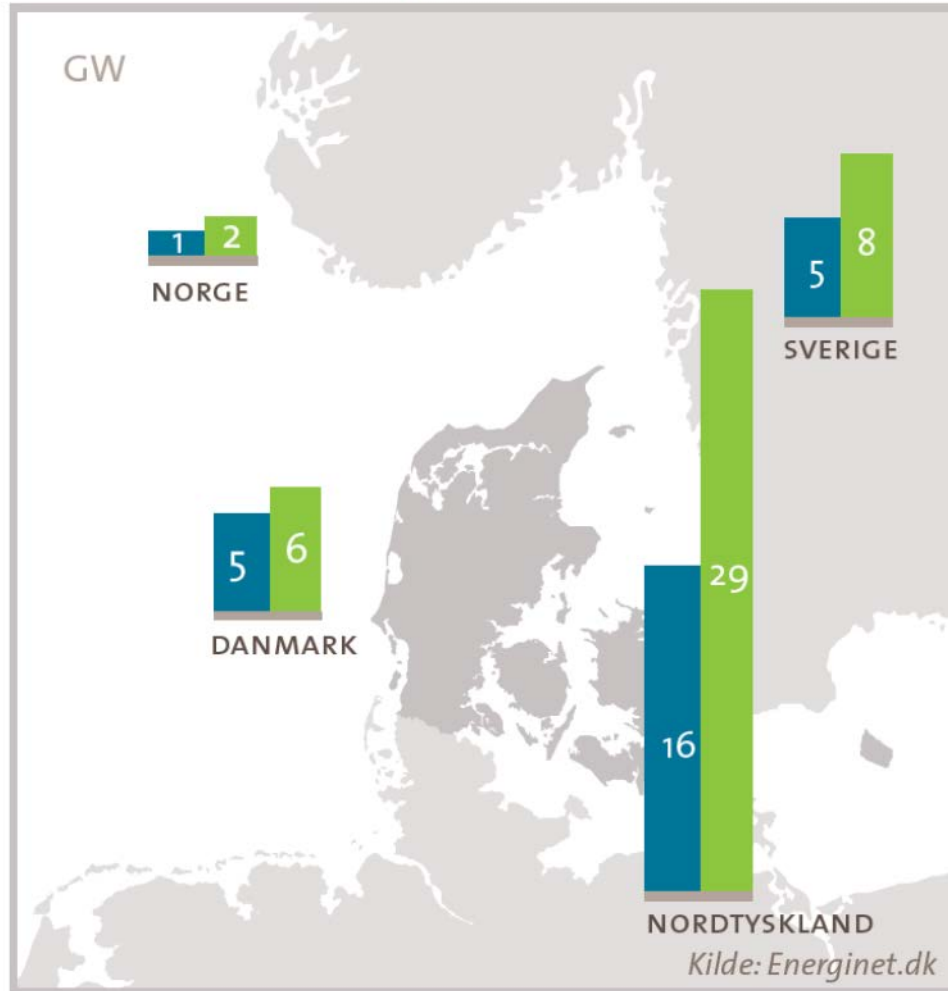 GW
1 2
NORGE
5 8
SVERIGE
5 6
DANMARK
16 29
NORDTYSKLAND
Kilde: Energinet.dk